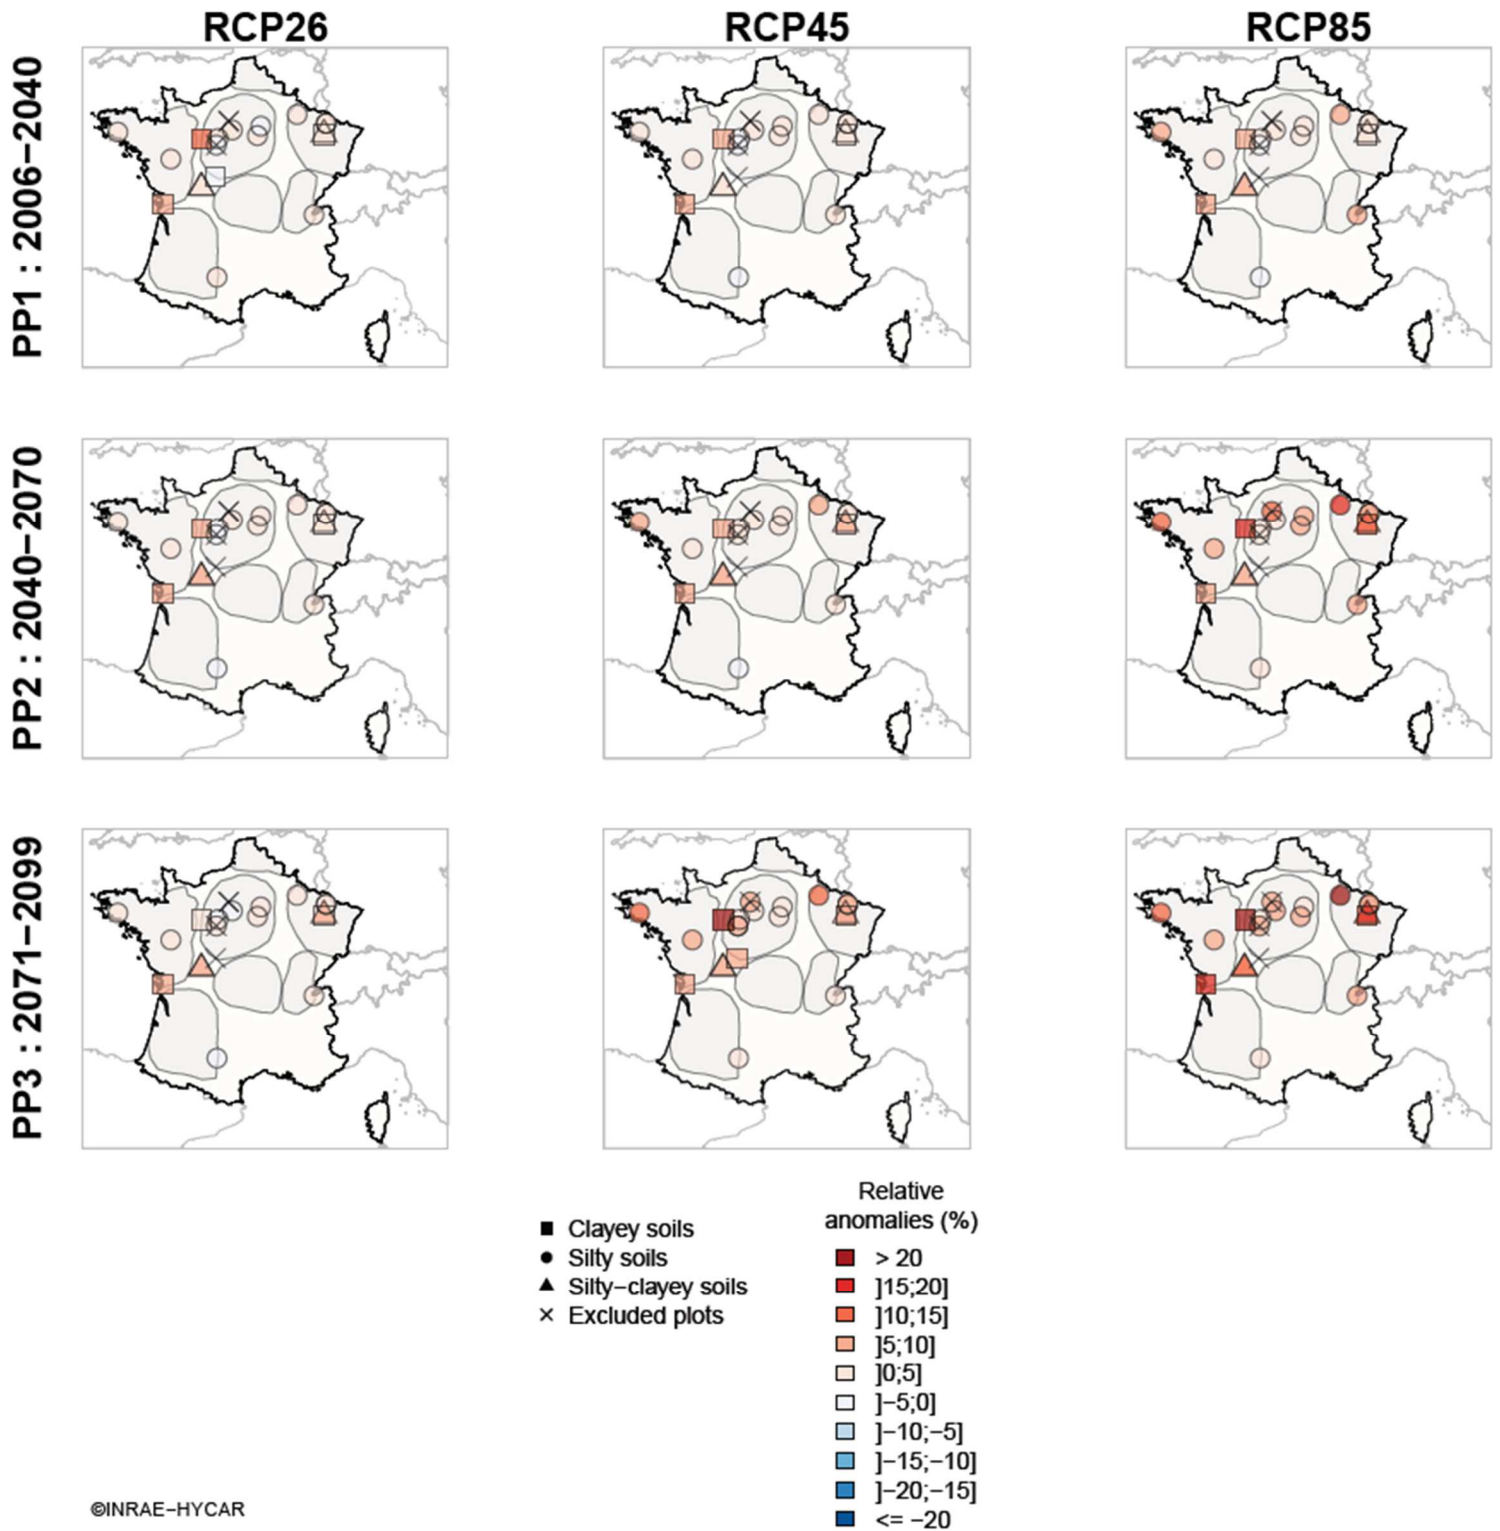 RCP26
RCP45
RCP85
PP1 : 2006−2040
PP2 : 2040−2070
PP3 : 2071−2099
Clayey soils
Silty soils
Silty−clayey soils
Excluded plots
Relative
anomalies (%)
> 20
]15;20]
]10;15]
]5;10]
]0;5]
]−5;0]
]−10;−5]
]−15;−10]
]−20;−15]
<= −20
©INRAE−HYCAR